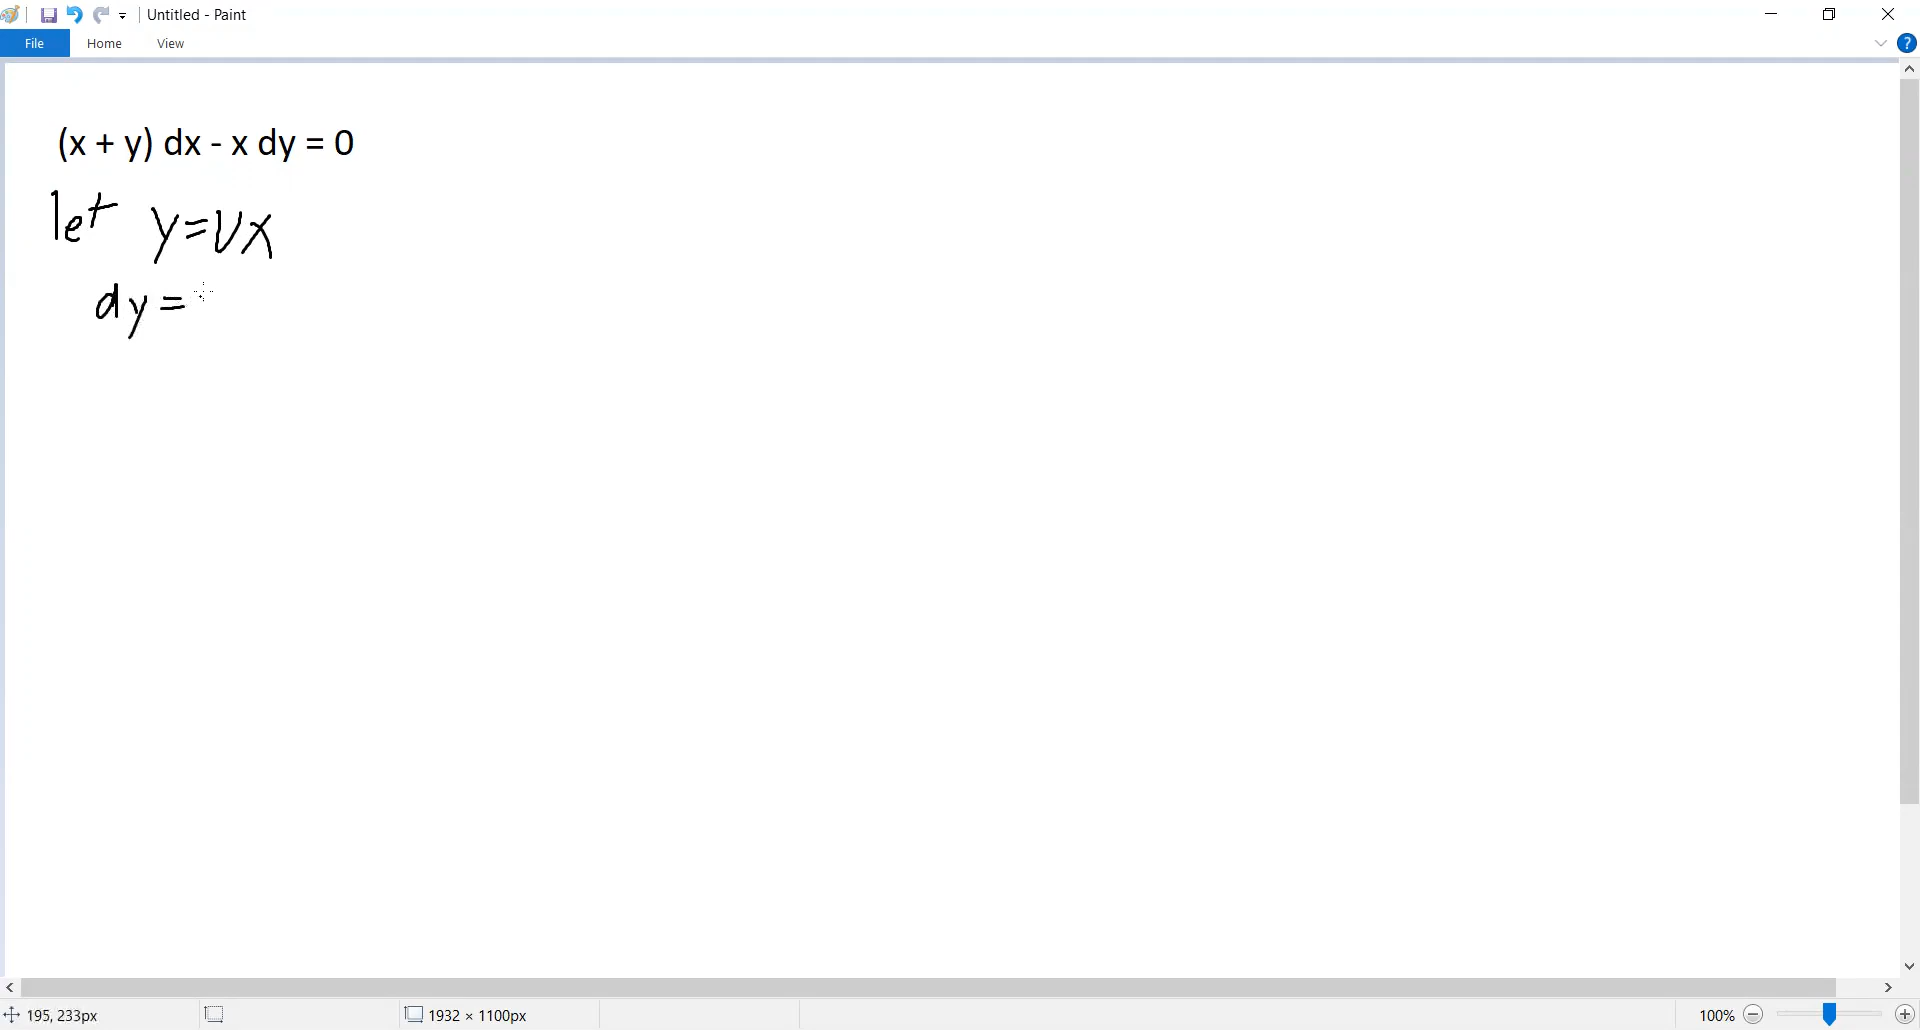 Untitled - Paint
File Home View
(x + y) dx - x dy = 0
let y=vx
dy=
195, 233px 1932 × 1100px 100%